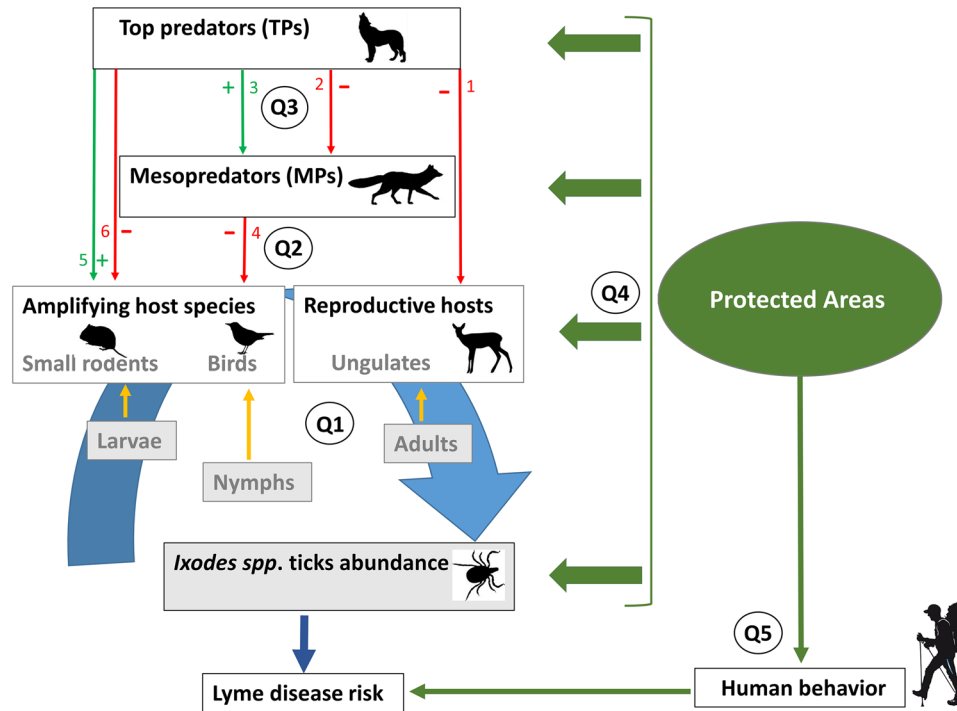 Top predators (TPs)
+ 3
2 −
− 1
Q3
Mesopredators (MPs)
6 −
− 4
5 +
Q2
Q4
Protected Areas
Amplifying host species
Reproductive hosts
Small rodents
Birds
Ungulates
Q1
Larvae
Adults
Nymphs
Ixodes spp. ticks abundance
Q5
Lyme disease risk
Human behavior